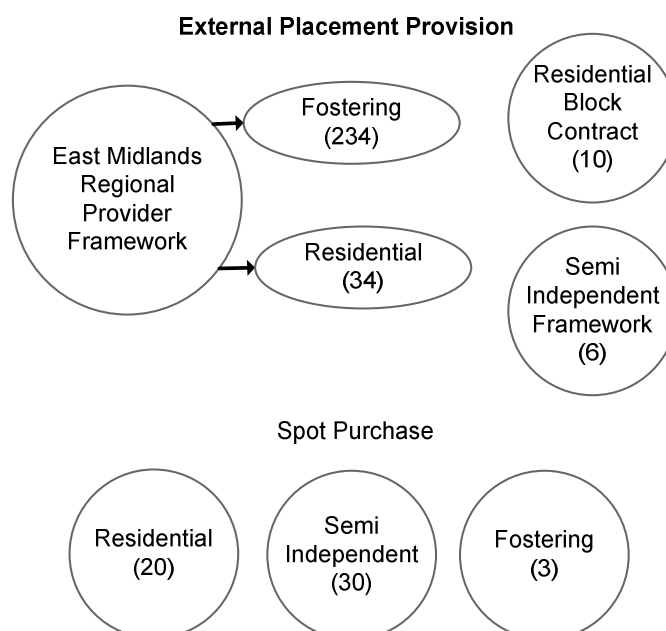 External Placement Provision
East Midlands
Regional
Provider
Framework
Fostering
(234)
Residential
(34)
Residential
Block
Contract
(10)
Semi
Independent
Framework
(6)
Spot Purchase
Residential
(20)
Semi
Independent
(30)
Fostering
(3)